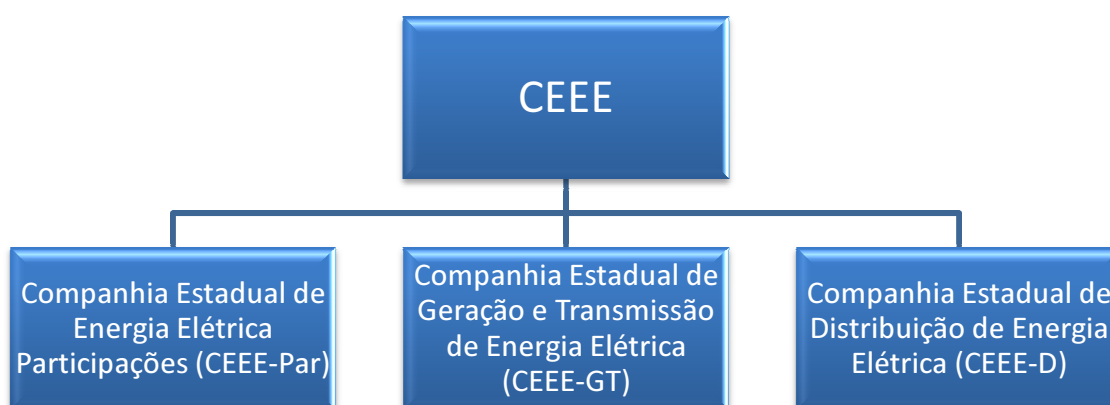 CEEE
Companhia Estadual de
Energia Elétrica
Participações (CEEE-Par)
Companhia Estadual de
Geração e Transmissão
de Energia Elétrica
(CEEE-GT)
Companhia Estadual de
Distribuição de Energia
Elétrica (CEEE-D)